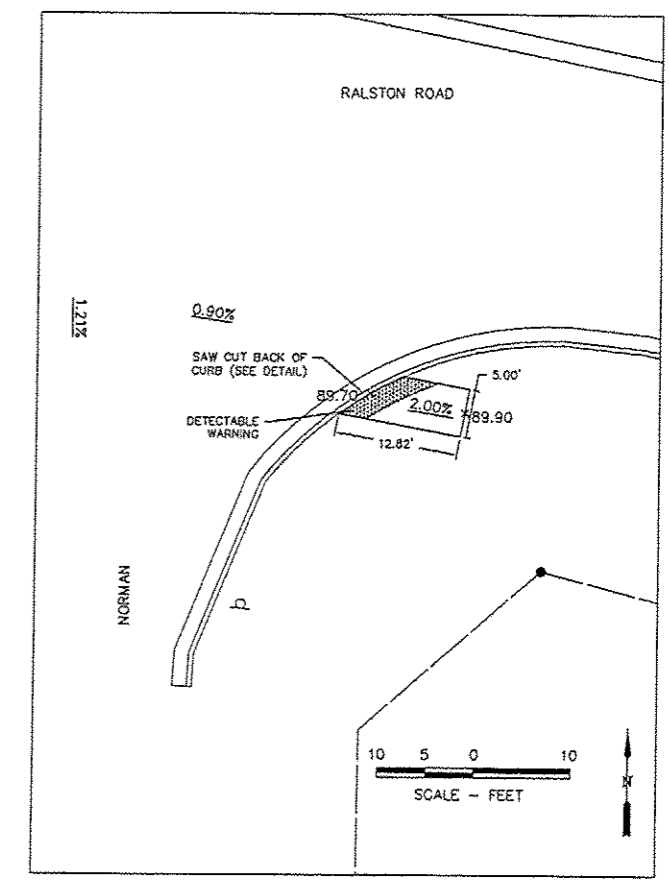 RALSTON ROAD
1.21%
0.90%
SAW CUT BACK OF
CURB (SEE DETAIL)
89.70
5.00'
2.00%
89.90
DETECTABLE
WARNING
12.82'
NORMAN
10 5 0 10
SCALE - FEET
N